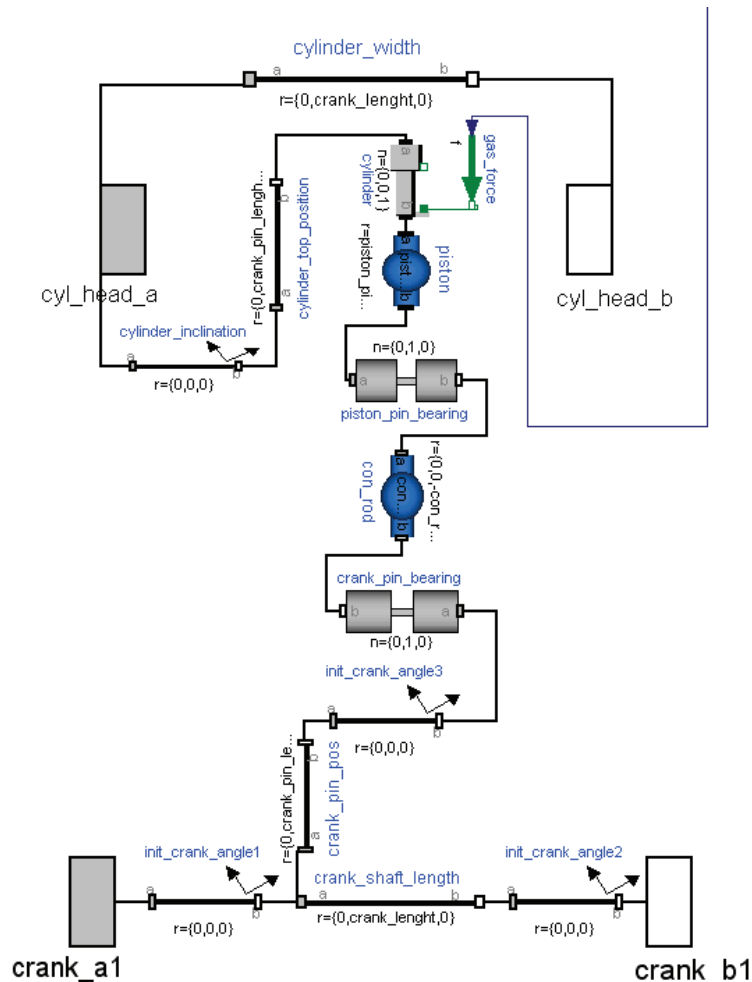 cylinder_width
a
b
r={0,crank_lenght,0}
a
n={0,0,1}
cylinder
b
f
gas_force
b
r={0,crank_pin_lengh...
cylinder_top_position
a
r=piston_pi...
a
pist...
b
piston
cyl_head_a
cyl_head_b
cylinder_inclination
a
b
r={0,0,0}
n={0,1,0}
a
b
piston_pin_bearing
a
con...
b
con_rod
r={0,0,-con_r...
crank_pin_bearing
b
a
n={0,1,0}
init_crank_angle3
a
b
r={0,0,0}
b
r={0,crank_pin_le...
crank_pin_pos
a
init_crank_angle1
crank_shaft_length
init_crank_angle2
a
b
a
b
a
b
r={0,0,0}
r={0,crank_lenght,0}
r={0,0,0}
crank_a1
crank_b1